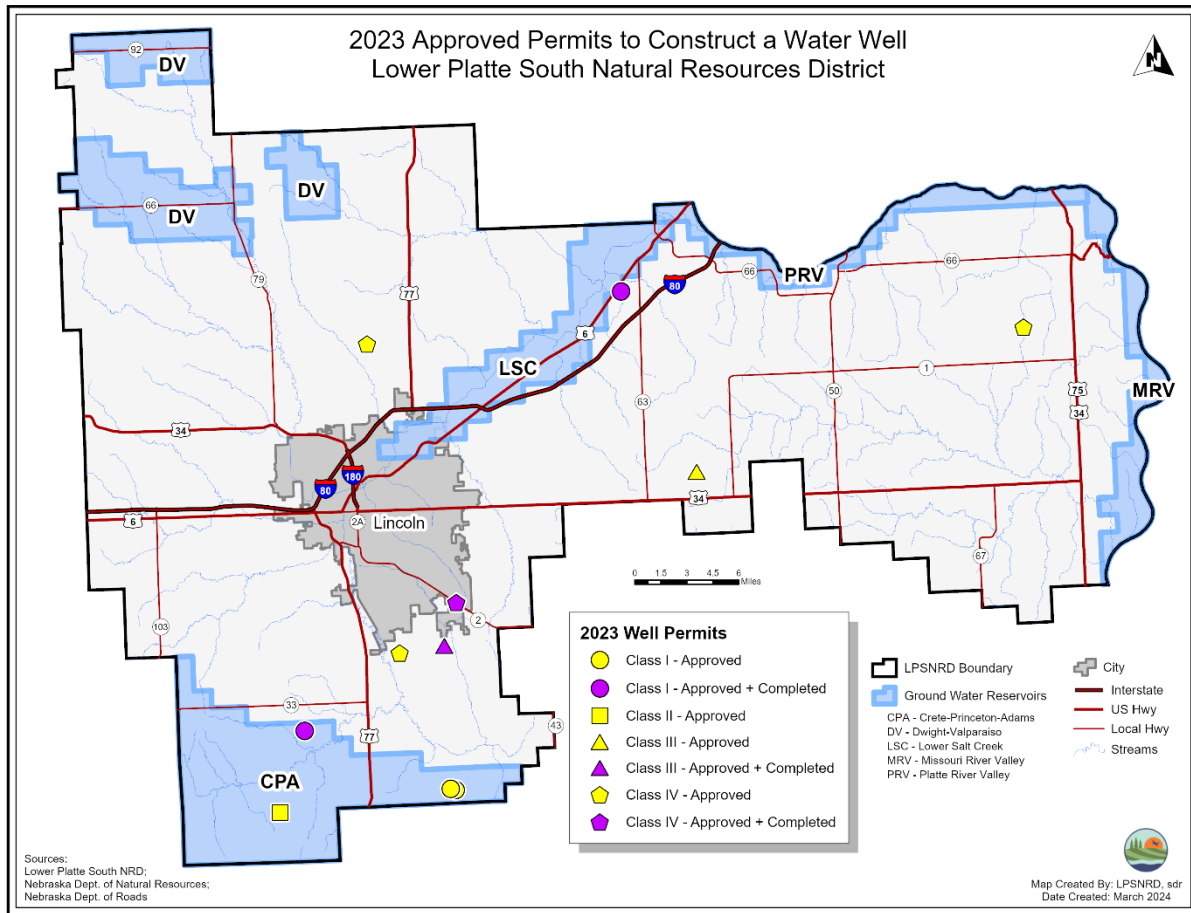 2023 Approved Permits to Construct a Water Well
Lower Platte South Natural Resources District
N
92
DV
DV
66
DV
79
77
66
PRV
66
80
6
LSC
63
50
1
75
34
MRV
34
180
80
34
6
2A
Lincoln
67
0 1.5 3 4.5 6
Miles
103
2
33
77
43
CPA
2023 Well Permits
Class I - Approved
Class I - Approved + Completed
Class II - Approved
Class III - Approved
Class III - Approved + Completed
Class IV - Approved
Class IV - Approved + Completed
LPSNRD Boundary
Ground Water Reservoirs
CPA - Crete-Princeton-Adams
DV - Dwight-Valparaiso
LSC - Lower Salt Creek
MRV - Missouri River Valley
PRV - Platte River Valley
City
Interstate
US Hwy
Local Hwy
Streams
Sources:
Lower Platte South NRD;
Nebraska Dept. of Natural Resources;
Nebraska Dept. of Roads
Map Created By: LPSNRD, sdr
Date Created: March 2024